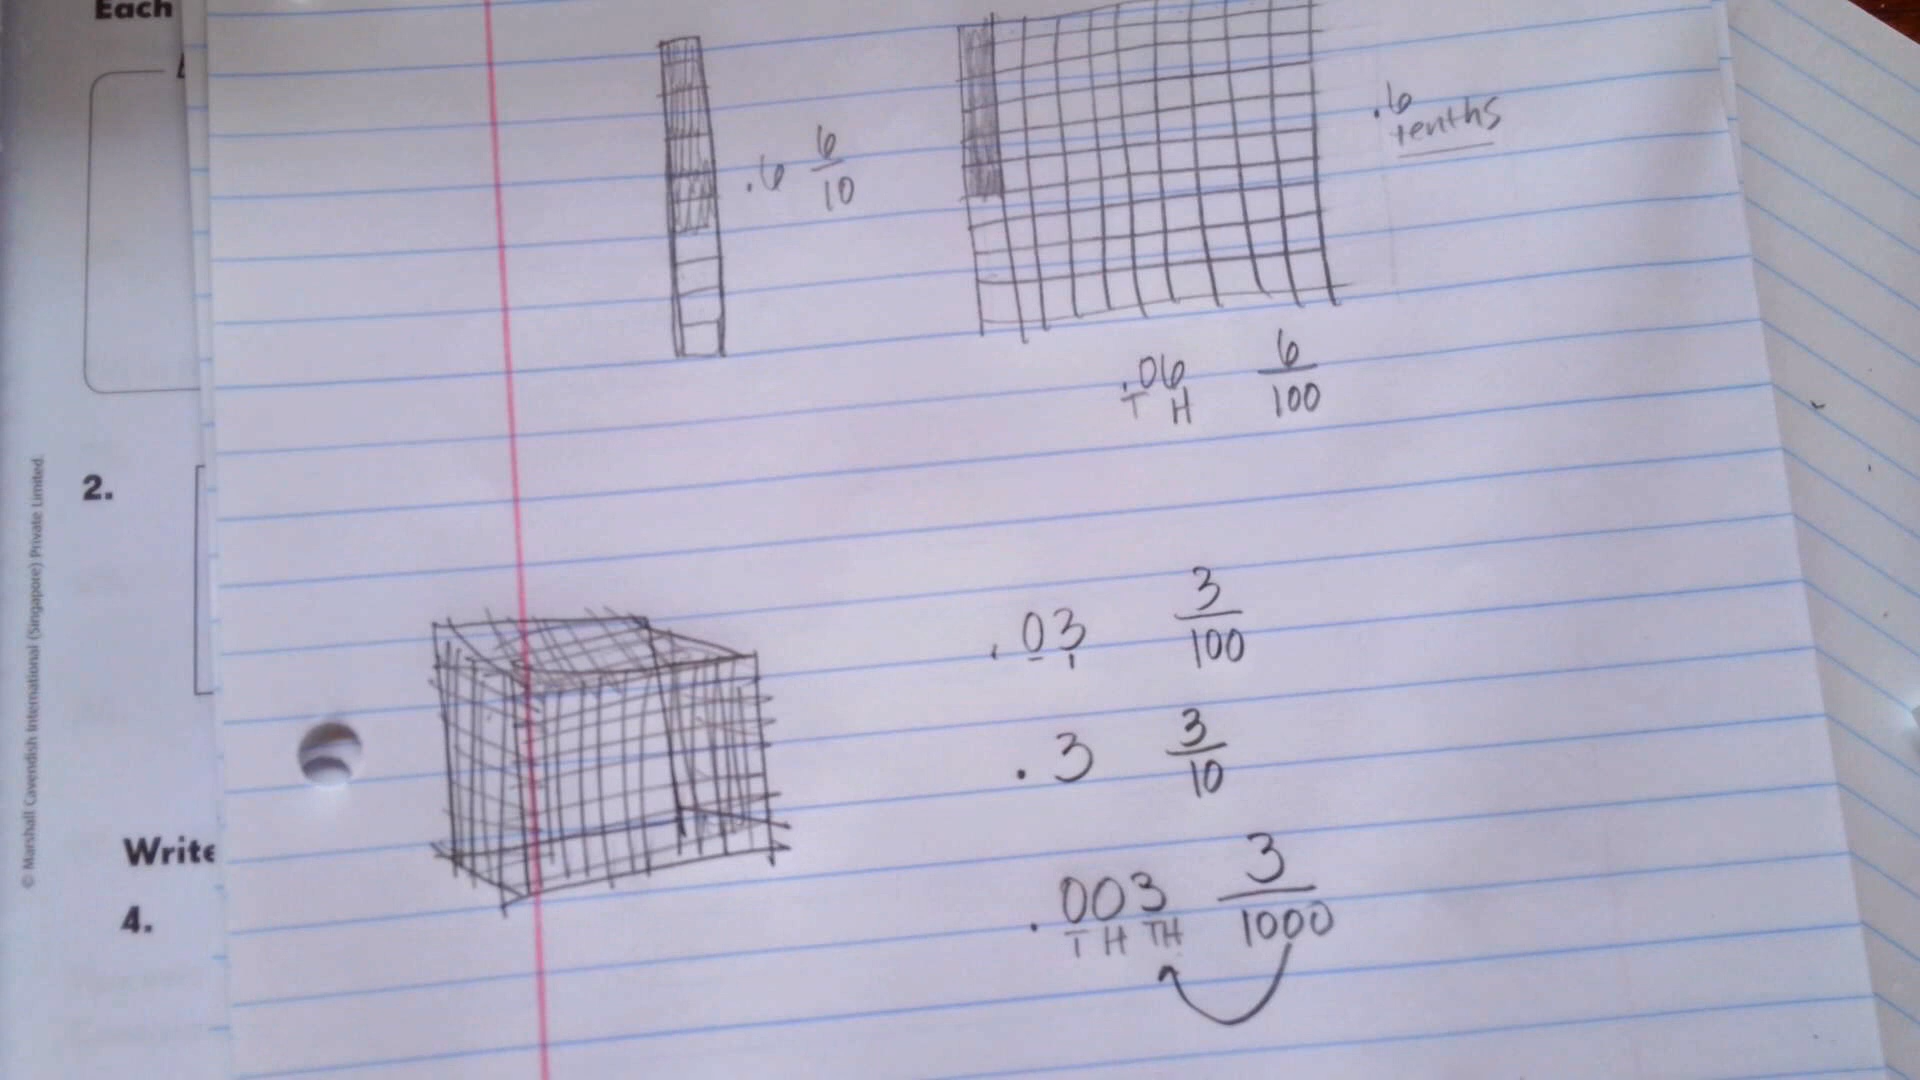 Each
.6 6/10
.6
tenths
.06 6/100
T H
2.
© Marshall Cavendish International (Singapore) Private Limited.
.03 3/100
.3 3/10
Write
4.
.003 3/1000
T H TH